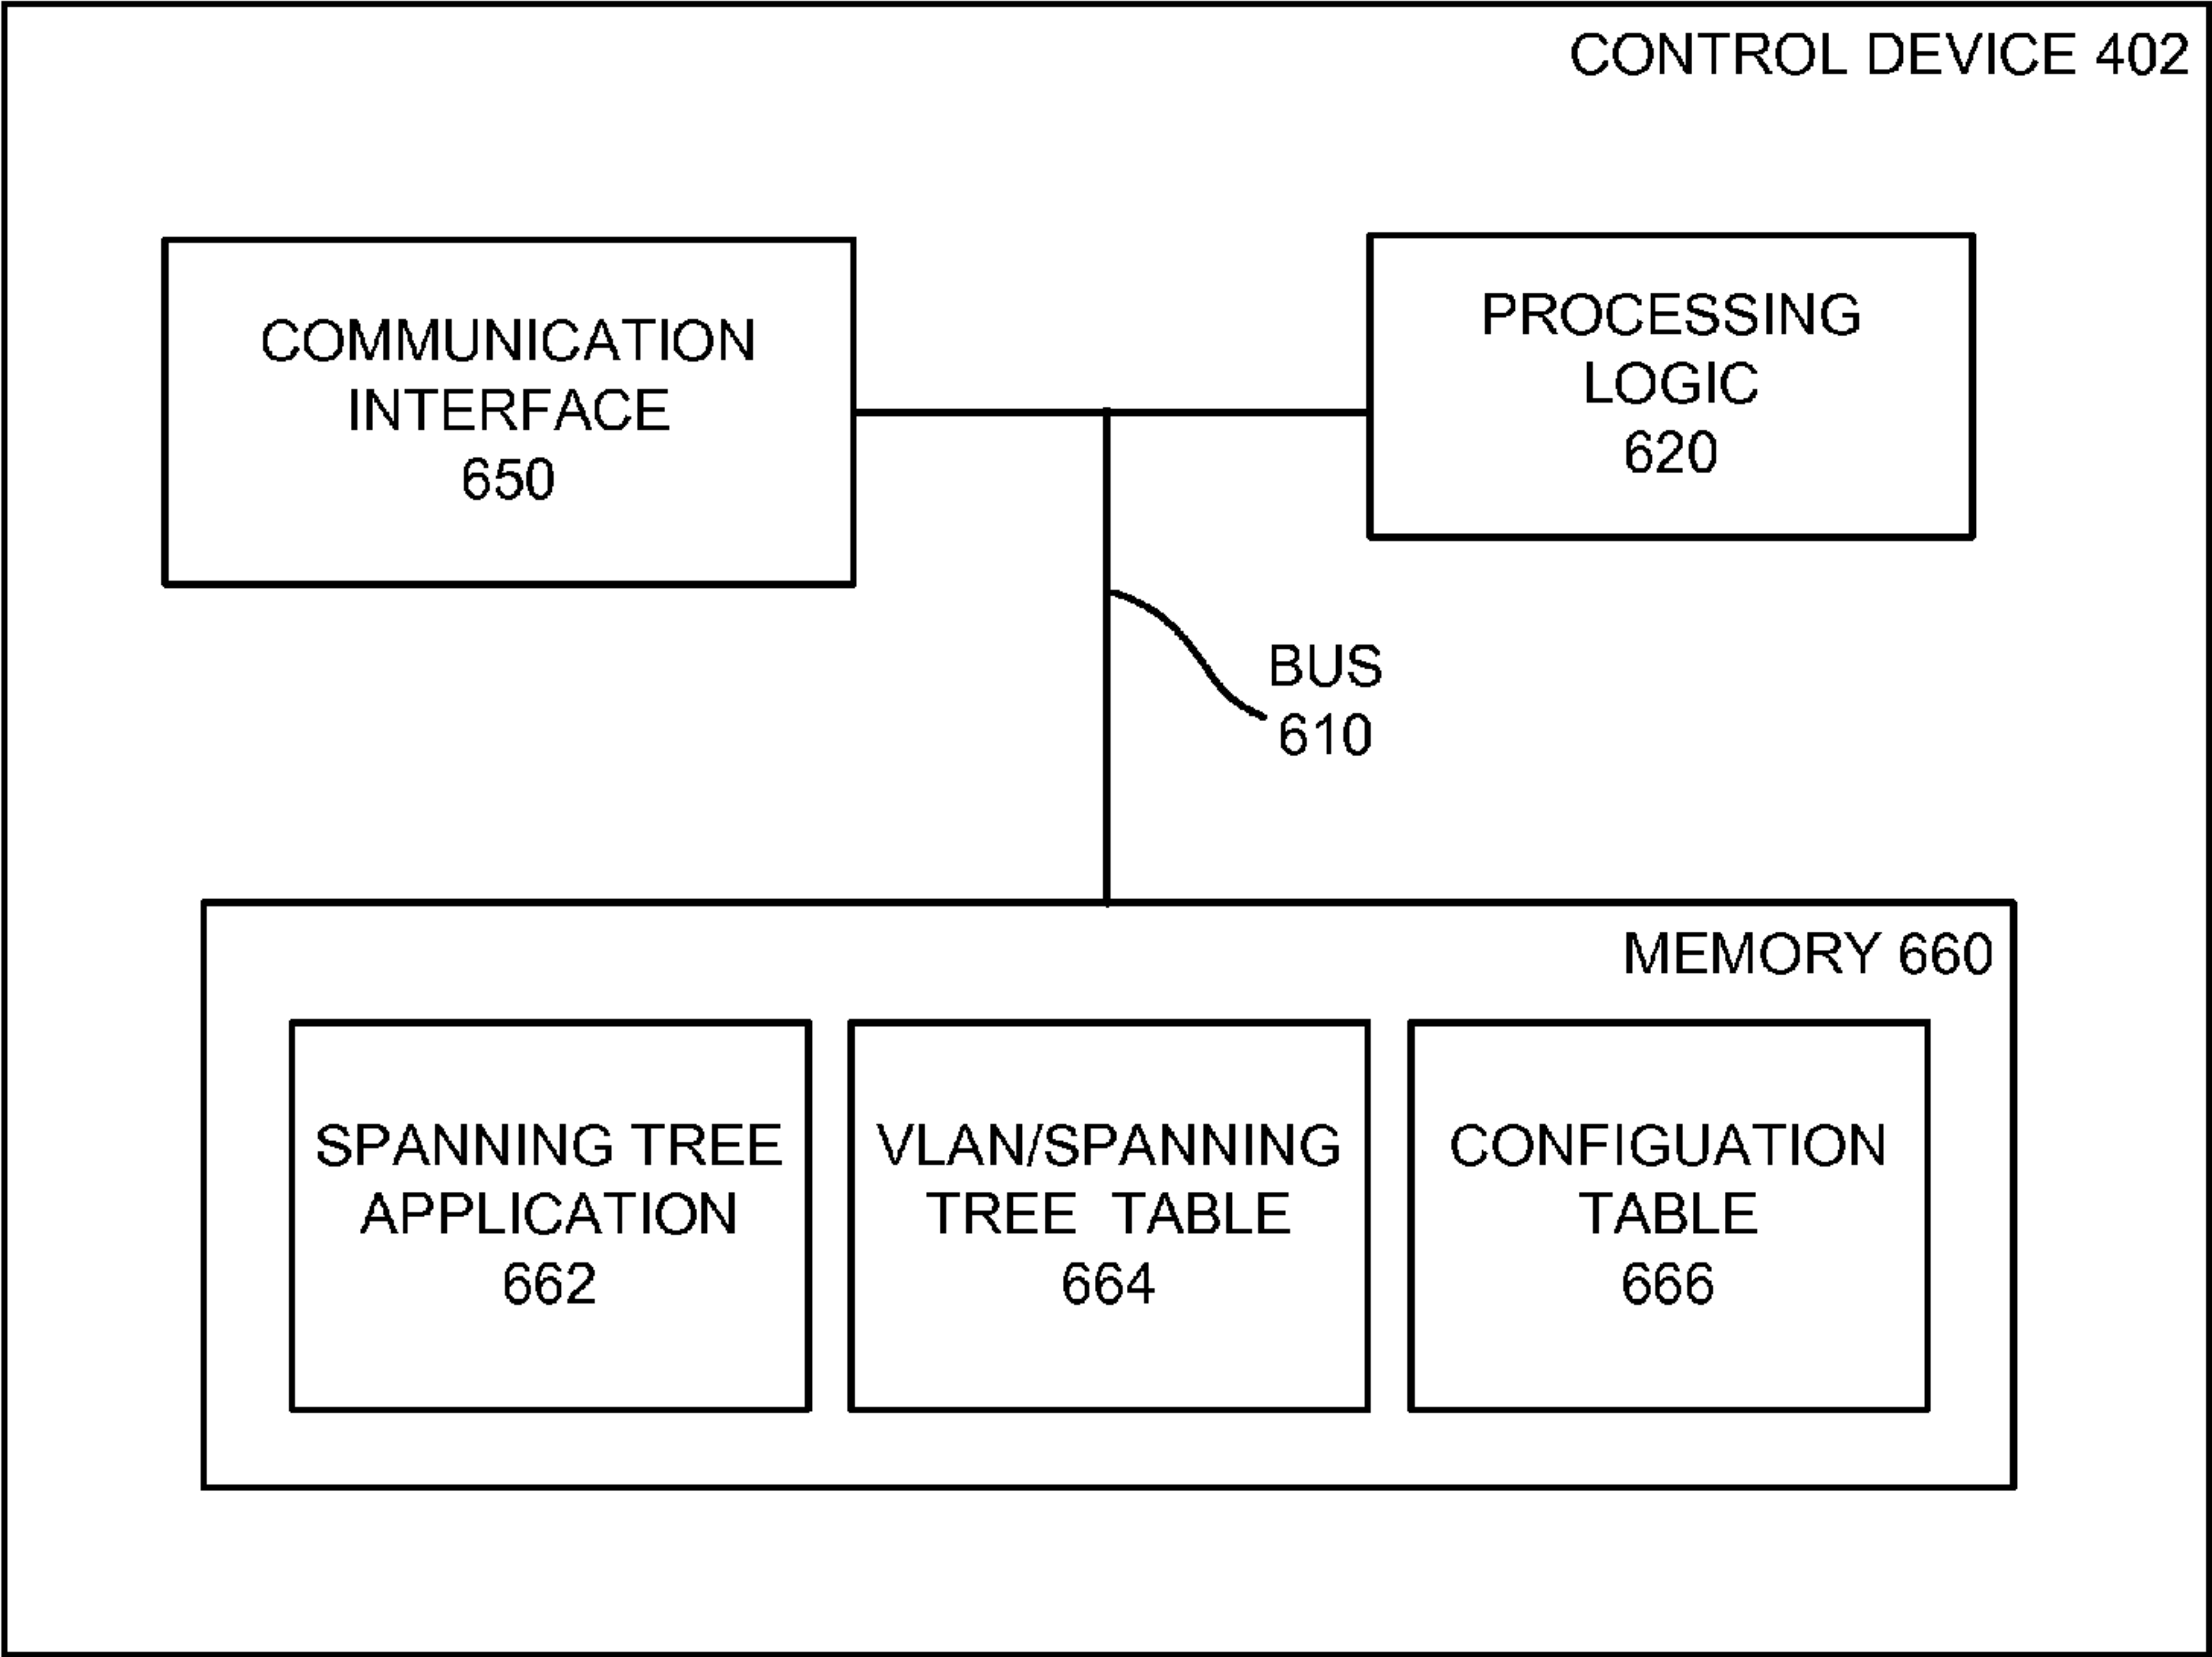 CONTROL DEVICE 402
COMMUNICATION
INTERFACE
650
PROCESSING
LOGIC
620
BUS
610
MEMORY 660
SPANNING TREE
APPLICATION
662
VLAN/SPANNING
TREE TABLE
664
CONFIGUATION
TABLE
666